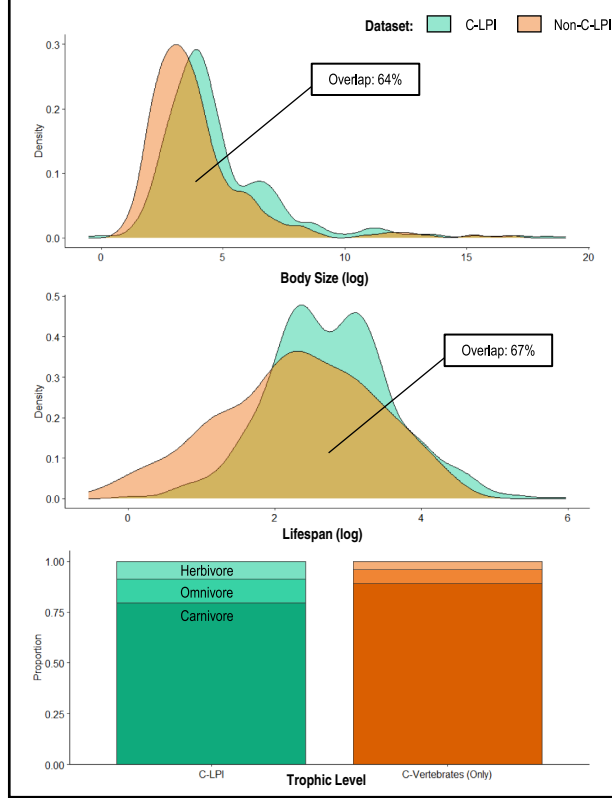 Dataset: C-LPI Non-C-LPI
0.3
0.2
0.1
0.0
Density
Overlap: 64%
0 5 10 15 20
Body Size (log)
0.5
0.4
0.3
0.2
0.1
0.0
Density
Overlap: 67%
0 2 4 6
Lifespan (log)
1.00
0.75
0.50
0.25
0.00
Proportion
Herbivore
Omnivore
Carnivore
C-LPI C-Vertebrates (Only)
Trophic Level